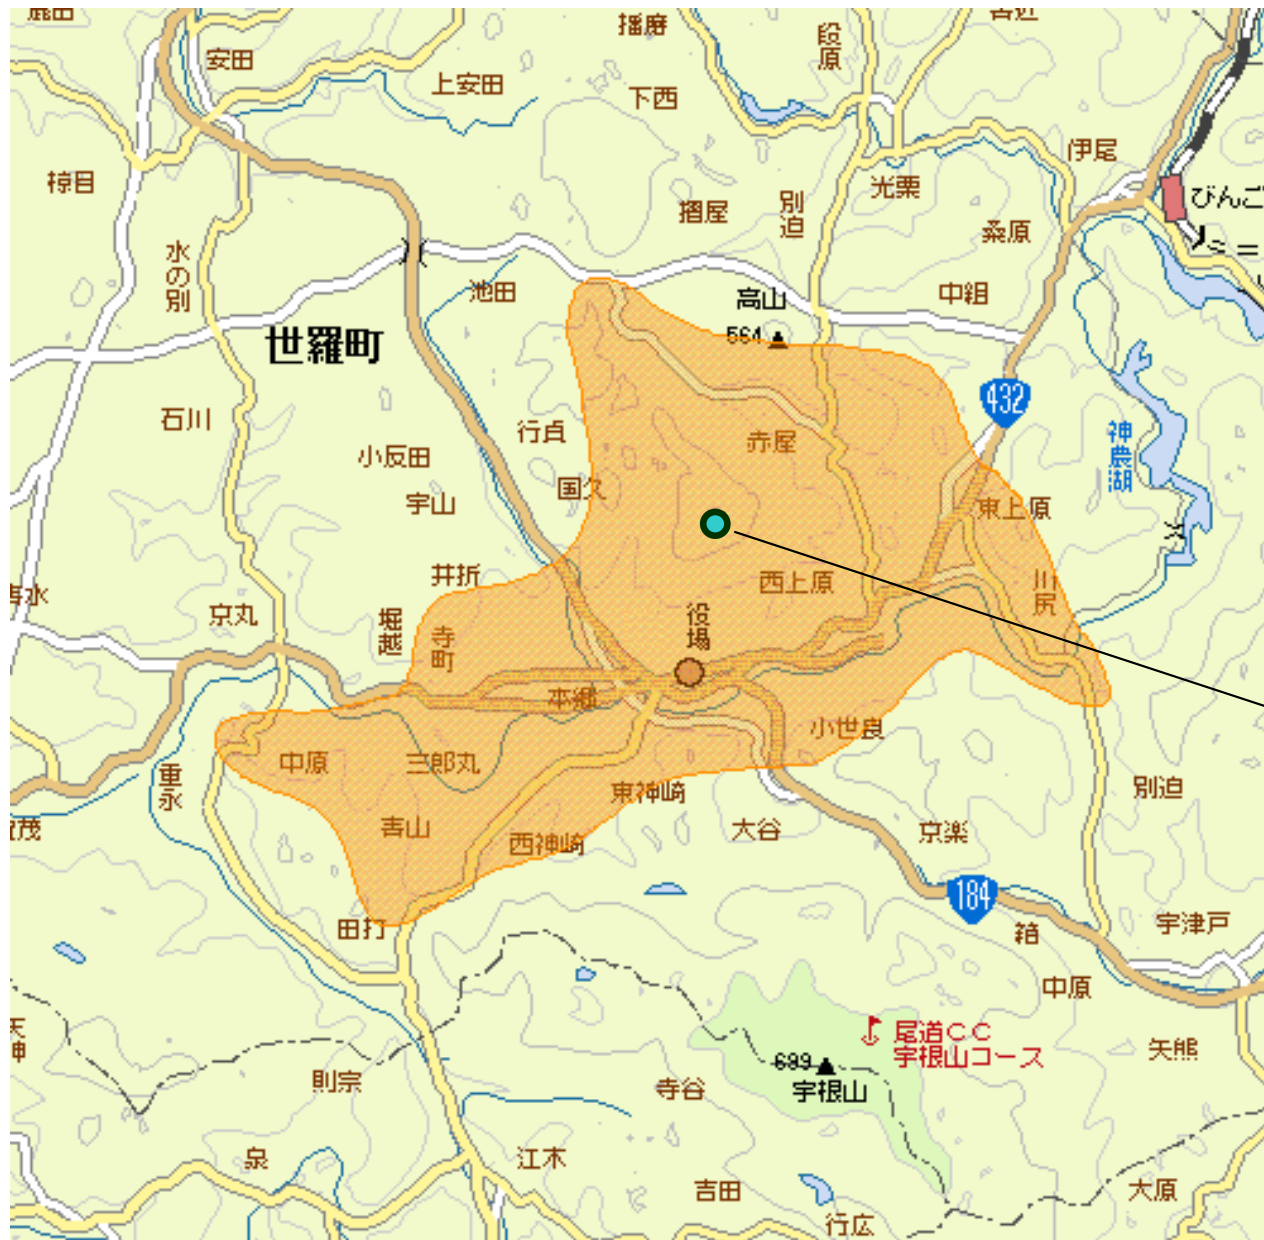 安田
上安田
播磨
下西
段原
伊尾
椋目
摺屋
別迫
光栗
桑原
びんご
水の別
池田
高山
564
中組
世羅町
432
石川
行貞
赤屋
小反田
宇山
国久
東上原
神農湖
井折
西上原
川尻
京丸
堀越
寺町
役場
本郷
小世良
重永
中原
三郎丸
東神崎
別迫
青山
西神崎
大谷
京楽
184
田打
箱
宇津戸
中原
天神
尾道CC
宇根山コース
矢熊
則宗
寺谷
699
宇根山
泉
江木
吉田
大原
行広